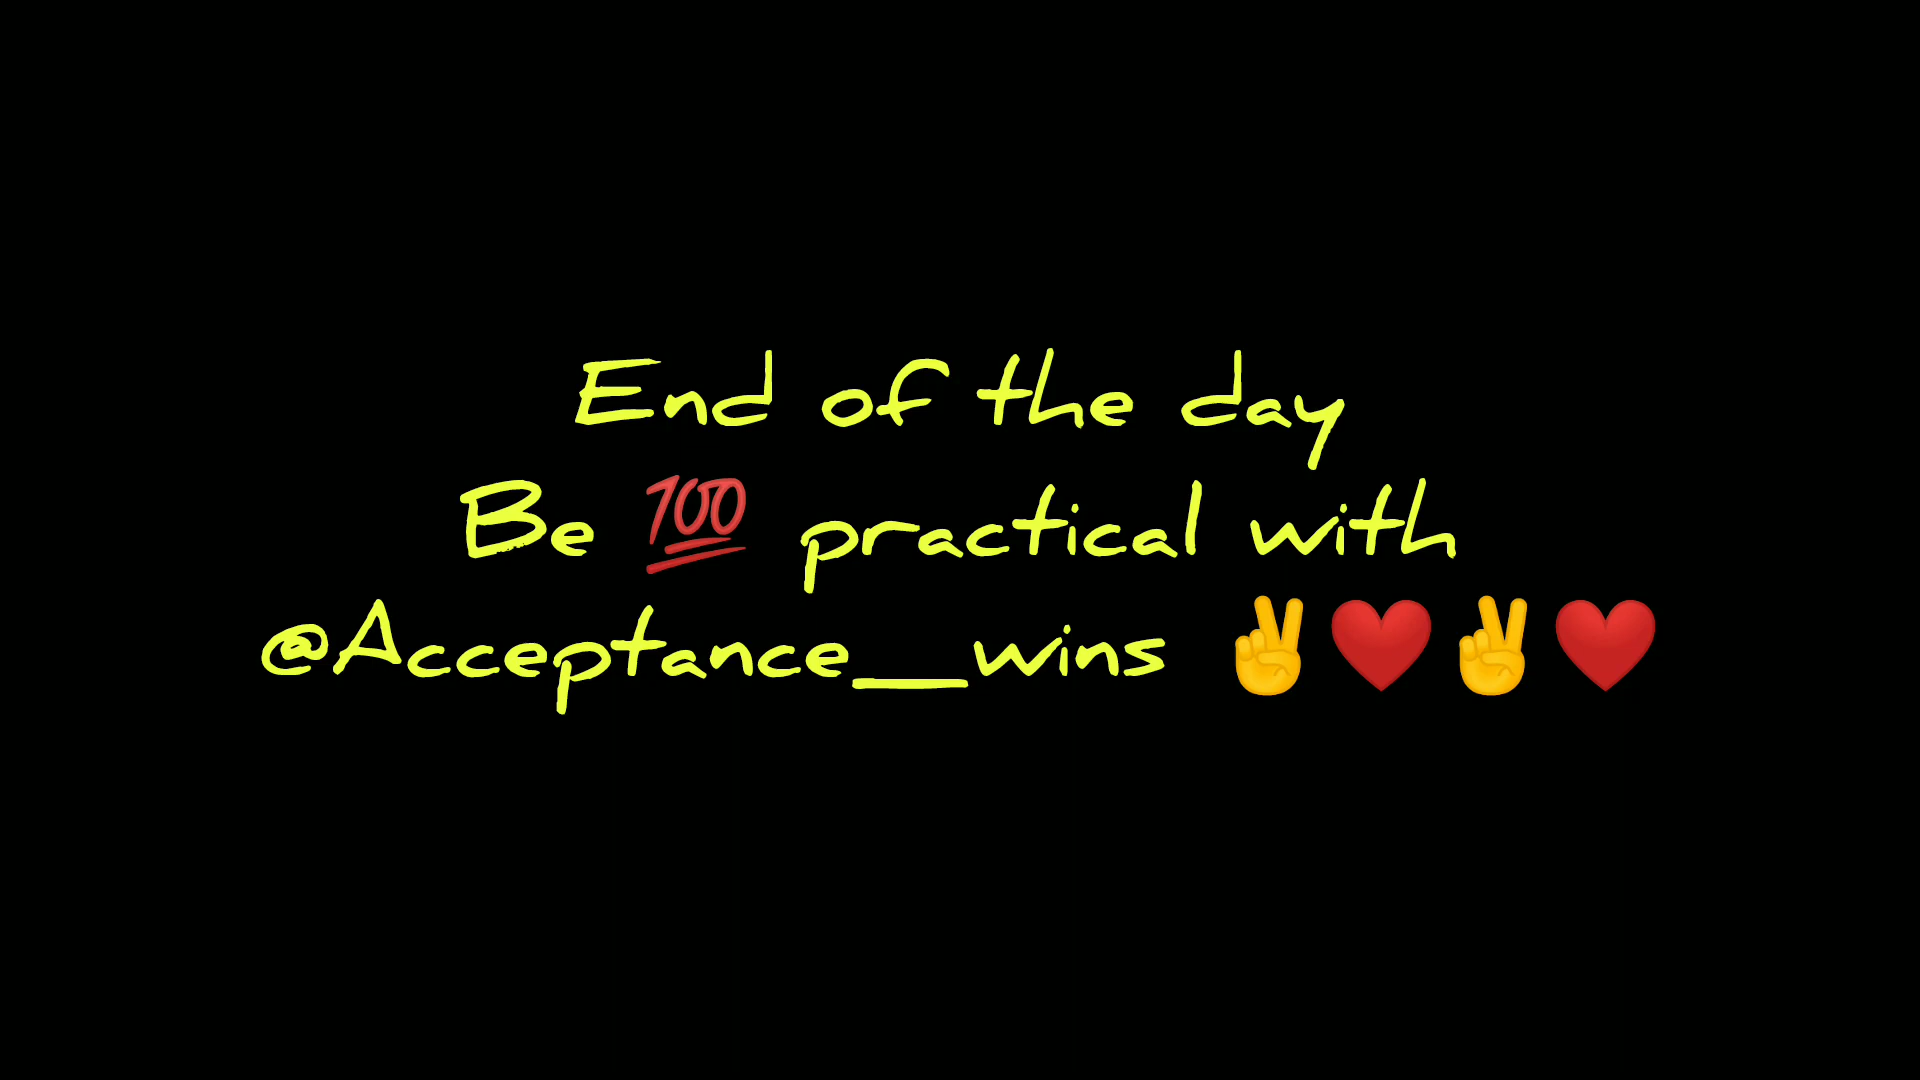 End of the day
Be 💯 practical with
@Acceptance__wins ✌️❤️✌️❤️